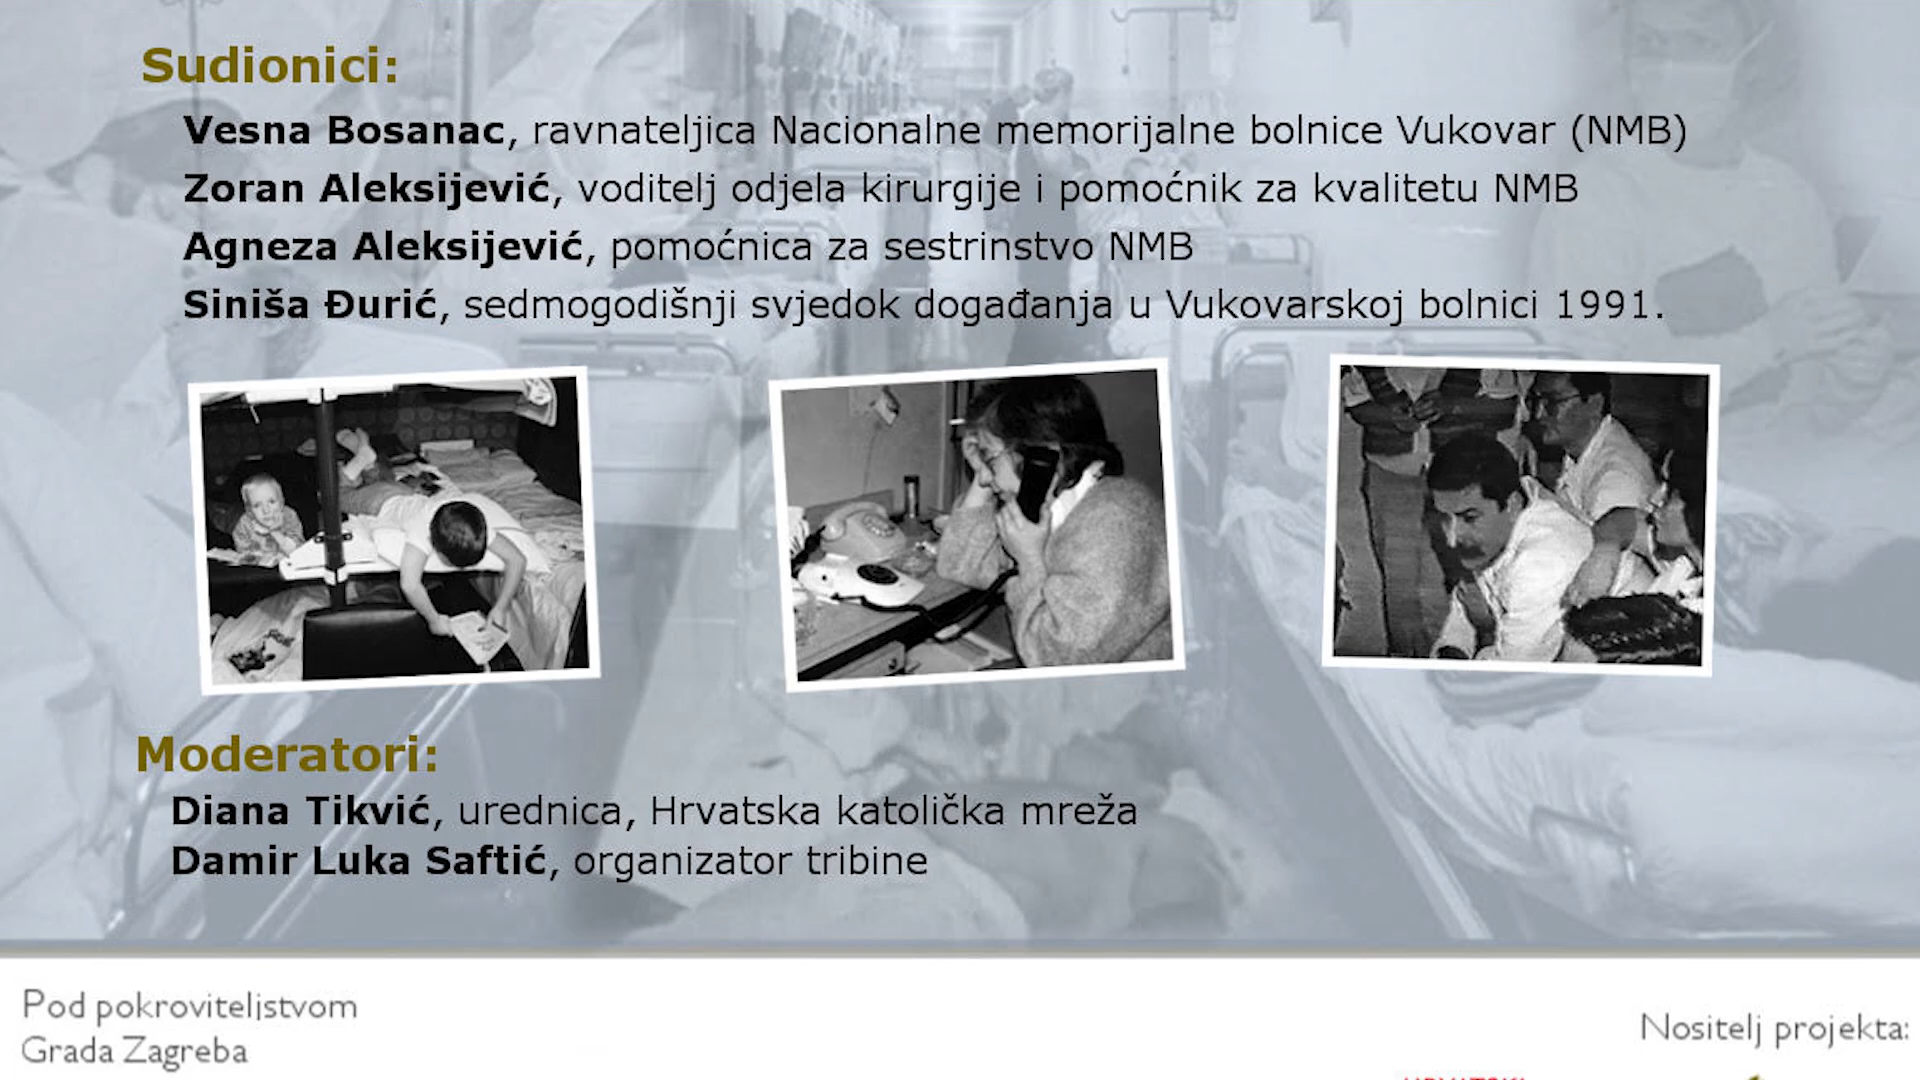 Sudionici:
Vesna Bosanac, ravnateljica Nacionalne memorijalne bolnice Vukovar (NMB)
Zoran Aleksijević, voditelj odjela kirurgije i pomoćnik za kvalitetu NMB
Agneza Aleksijević, pomoćnica za sestrinstvo NMB
Siniša Đurić, sedmogodišnji svjedok događanja u Vukovarskoj bolnici 1991.
Moderatori:
Diana Tikvić, urednica, Hrvatska katolička mreža
Damir Luka Saftić, organizator tribine
Pod pokroviteljstvom
Grada Zagreba
Nositelj projekta: